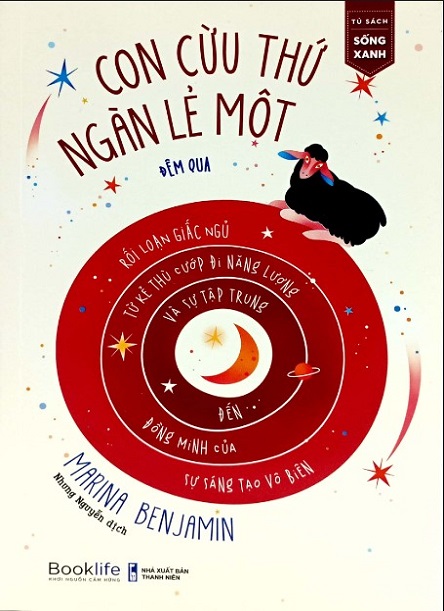 TỦ SÁCH
SỐNG
XANH
CON CỪU THỨ
NGÀN LẺ MỘT
ĐÊM QUA
RỐI LOẠN GIẤC NGỦ
TỪ KẺ THÙ CƯỚP ĐI NĂNG LƯỢNG
VÀ SỰ TẬP TRUNG
ĐẾN
ĐỒNG MINH CỦA
SỰ SÁNG TẠO VÔ BIÊN
MARINA BENJAMIN
Nhung Nguyễn dịch
Booklife
KHƠI NGUỒN CẢM HỨNG
NHÀ XUẤT BẢN
THANH NIÊN